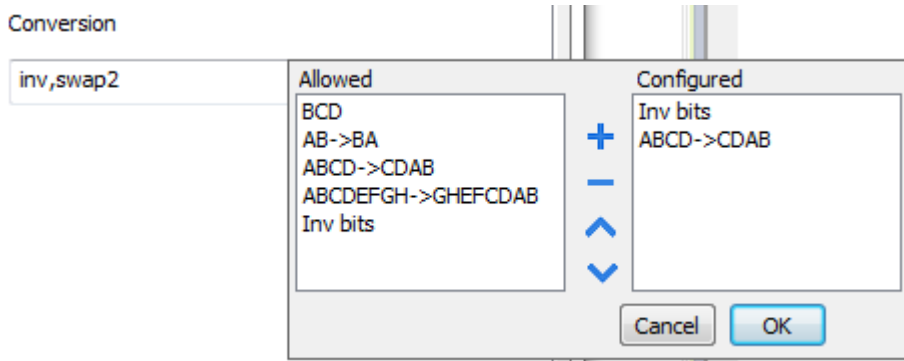 Conversion
inv,swap2
Allowed
BCD
AB->BA
ABCD->CDAB
ABCDEFGH->GHEFCDAB
Inv bits
Configured
Inv bits
ABCD->CDAB
Cancel
OK